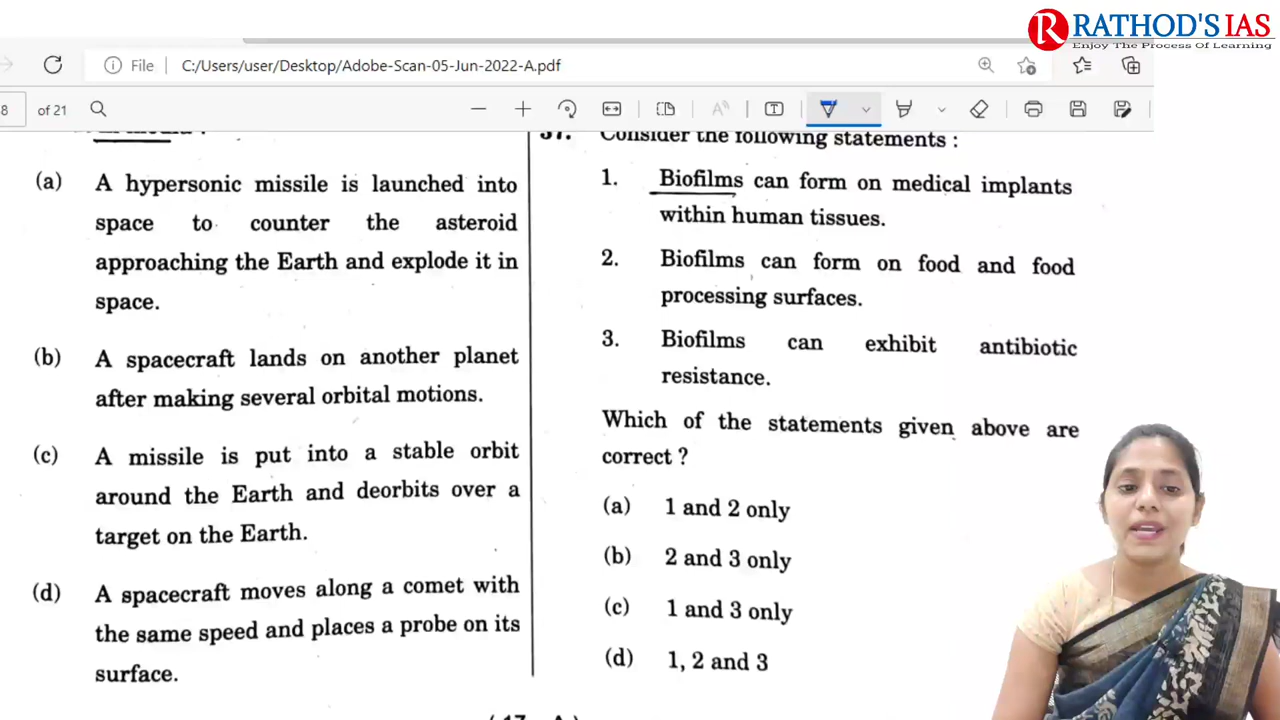 RATHOD'S IAS
Enjoy The Process Of Learning
File C:/Users/user/Desktop/Adobe-Scan-05-Jun-2022-A.pdf
8 of 21
(a) A hypersonic missile is launched into
space to counter the asteroid
approaching the Earth and explode it in
space.
(b) A spacecraft lands on another planet
after making several orbital motions.
(c) A missile is put into a stable orbit
around the Earth and deorbits over a
target on the Earth.
(d) A spacecraft moves along a comet with
the same speed and places a probe on its
surface.
37. Consider the following statements :
1. Biofilms can form on medical implants
within human tissues.
2. Biofilms can form on food and food
processing surfaces.
3. Biofilms can exhibit antibiotic
resistance.
Which of the statements given above are
correct ?
(a) 1 and 2 only
(b) 2 and 3 only
(c) 1 and 3 only
(d) 1, 2 and 3